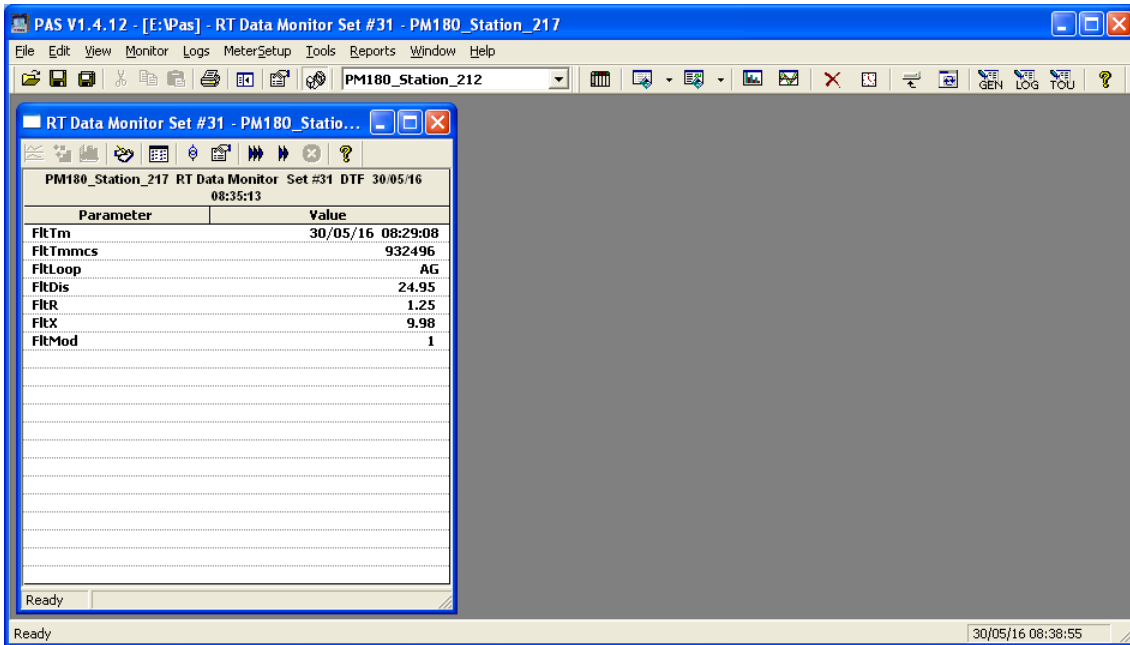 PAS V1.4.12 - [E:\Pas] - RT Data Monitor Set #31 - PM180_Station_217
File Edit View Monitor Logs MeterSetup Tools Reports Window Help
PM180_Station_212
GEN LOG TOU
RT Data Monitor Set #31 - PM180_Statio...
PM180_Station_217 RT Data Monitor Set #31 DTF 30/05/16
08:35:13
Parameter Value
FltTm 30/05/16 08:29:08
FltTmmcs 932496
FltLoop AG
FltDis 24.95
FltR 1.25
FltX 9.98
FltMod 1
Ready
Ready 30/05/16 08:38:55